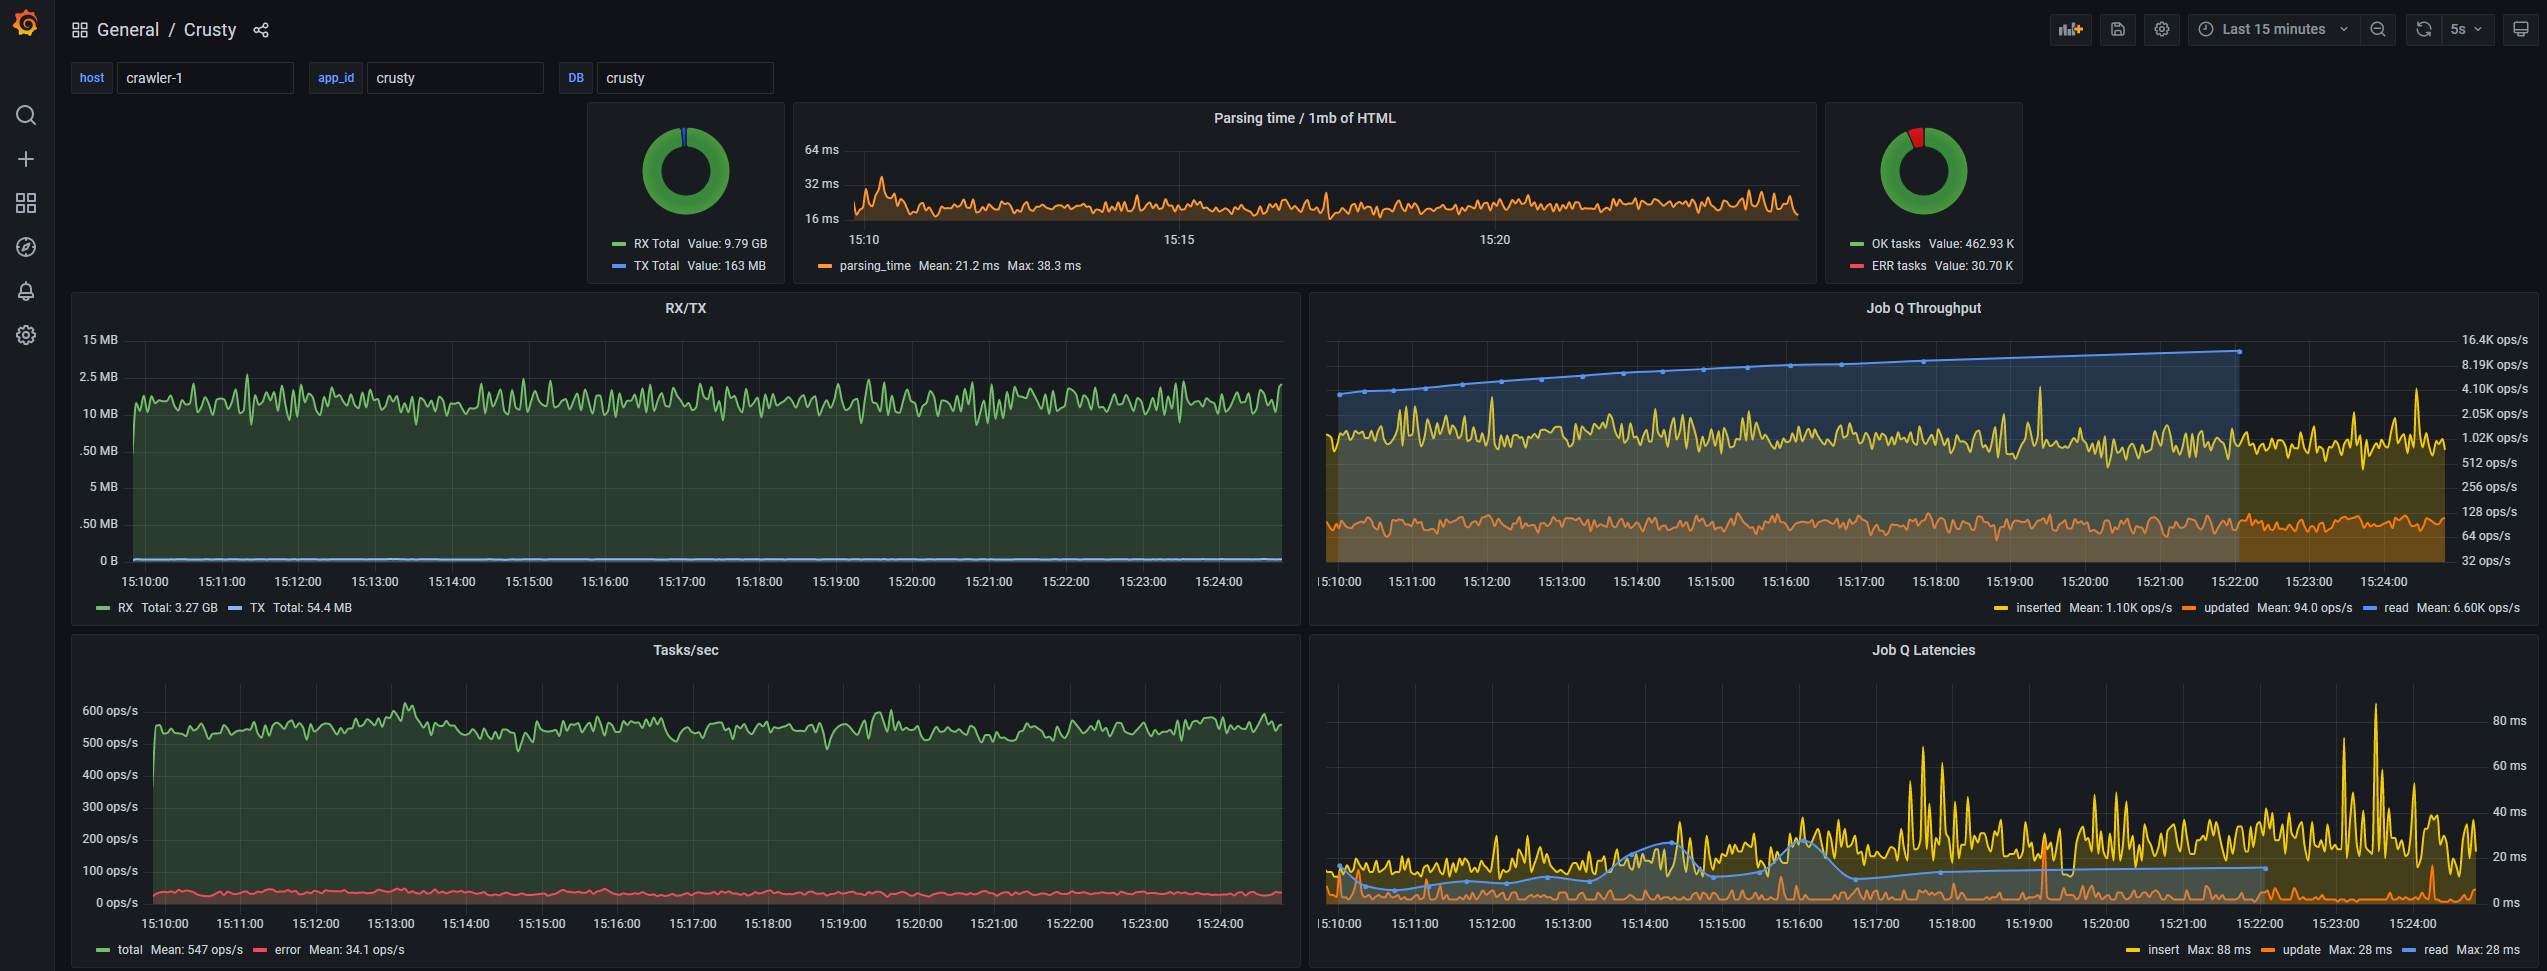 General / Crusty
Last 15 minutes
5s
host crawler-1 app_id crusty DB crusty
RX Total Value: 9.79 GB
TX Total Value: 163 MB
Parsing time / 1mb of HTML
64 ms
32 ms
16 ms
15:10 15:15 15:20
parsing_time Mean: 21.2 ms Max: 38.3 ms
OK tasks Value: 462.93 K
ERR tasks Value: 30.70 K
RX/TX
15 MB
2.5 MB
10 MB
.50 MB
5 MB
.50 MB
0 B
15:10:00 15:11:00 15:12:00 15:13:00 15:14:00 15:15:00 15:16:00 15:17:00 15:18:00 15:19:00 15:20:00 15:21:00 15:22:00 15:23:00 15:24:00
RX Total: 3.27 GB TX Total: 54.4 MB
Job Q Throughput
16.4K ops/s
8.19K ops/s
4.10K ops/s
2.05K ops/s
1.02K ops/s
512 ops/s
256 ops/s
128 ops/s
64 ops/s
32 ops/s
15:10:00 15:11:00 15:12:00 15:13:00 15:14:00 15:15:00 15:16:00 15:17:00 15:18:00 15:19:00 15:20:00 15:21:00 15:22:00 15:23:00 15:24:00
inserted Mean: 1.10K ops/s updated Mean: 94.0 ops/s read Mean: 6.60K ops/s
Tasks/sec
600 ops/s
500 ops/s
400 ops/s
300 ops/s
200 ops/s
100 ops/s
0 ops/s
15:10:00 15:11:00 15:12:00 15:13:00 15:14:00 15:15:00 15:16:00 15:17:00 15:18:00 15:19:00 15:20:00 15:21:00 15:22:00 15:23:00 15:24:00
total Mean: 547 ops/s error Mean: 34.1 ops/s
Job Q Latencies
80 ms
60 ms
40 ms
20 ms
0 ms
15:10:00 15:11:00 15:12:00 15:13:00 15:14:00 15:15:00 15:16:00 15:17:00 15:18:00 15:19:00 15:20:00 15:21:00 15:22:00 15:23:00 15:24:00
insert Max: 88 ms update Max: 28 ms read Max: 28 ms